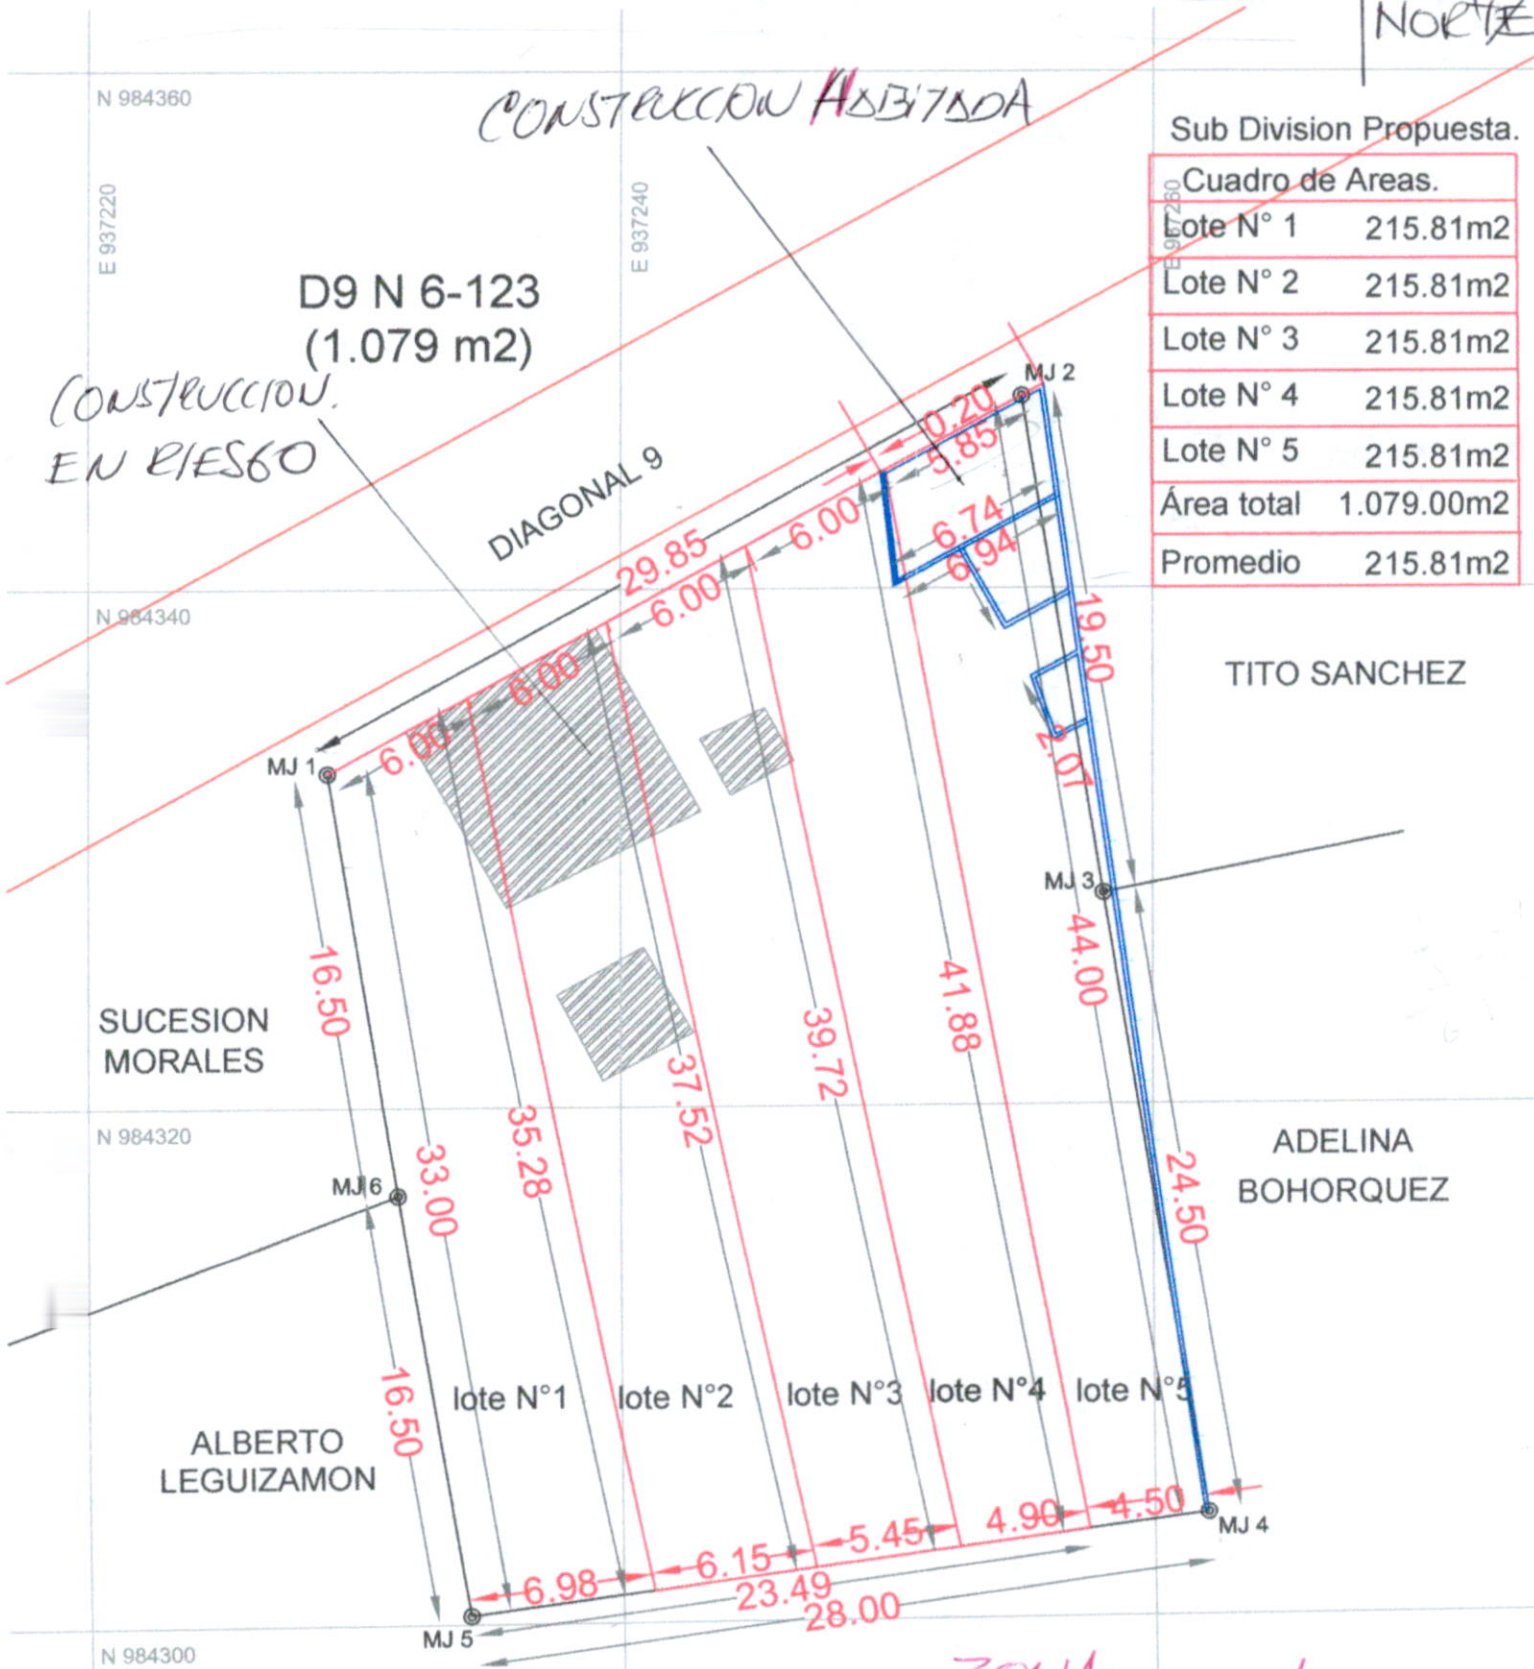 NORTE
N 984360
CONSTRUCCION HABITADA
Sub Division Propuesta.
Cuadro de Areas.
Lote N° 1 215.81m2
Lote N° 2 215.81m2
Lote N° 3 215.81m2
Lote N° 4 215.81m2
Lote N° 5 215.81m2
Área total 1.079.00m2
Promedio 215.81m2
E 937220
E 937240
E 937260
D9 N 6-123
(1.079 m2)
CONSTRUCCION.
EN RIESGO
DIAGONAL 9
MJ 2
0.20
5.85
6.00
6.74
6.94
29.85
6.00
N 984340
19.50
TITO SANCHEZ
6.00
6.00
MJ 1
2.07
MJ 3
44.00
16.50
41.88
39.72
37.52
35.28
33.00
SUCESION
MORALES
N 984320
ADELINA
BOHORQUEZ
24.50
MJ 6
16.50
lote N°1
lote N°2
lote N°3
lote N°4
lote N°5
ALBERTO
LEGUIZAMON
6.98
6.15
5.45
4.90
4.50
MJ 4
23.49
28.00
MJ 5
N 984300